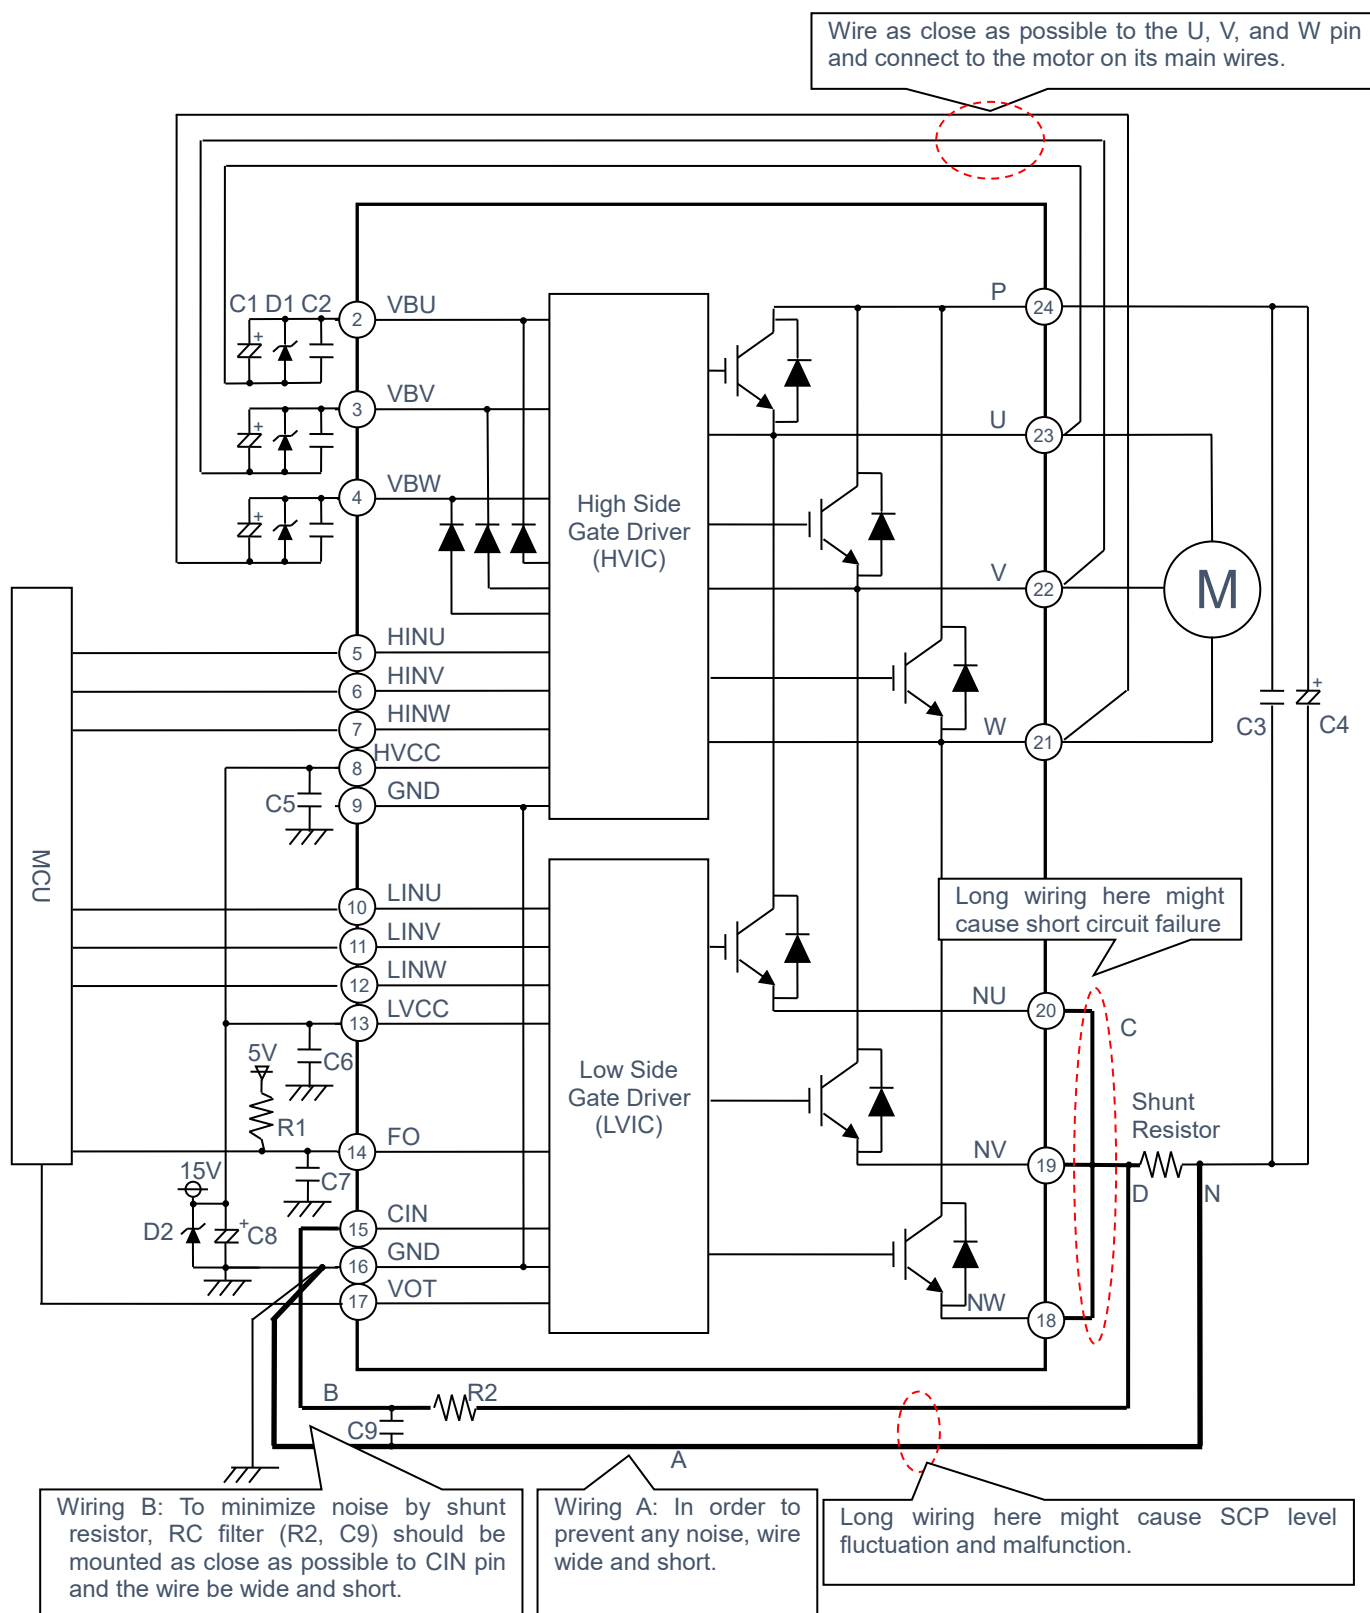 Wire as close as possible to the U, V, and W pin
and connect to the motor on its main wires.
C1 D1 C2
+
2
VBU
P
24
+
3
VBV
U
23
+
4
VBW
High Side
Gate Driver
(HVIC)
V
22
M
5
HINU
6
HINV
7
HINW
W
21
C3
+
C4
8
HVCC
C5
9
GND
MCU
10
LINU
11
LINV
12
LINW
13
LVCC
Long wiring here might
cause short circuit failure
NU
20
C
5V
C6
R1
Low Side
Gate Driver
(LVIC)
Shunt
Resistor
14
FO
NV
19
D
N
15V
C7
D2
+
C8
15
CIN
16
GND
17
VOT
NW
18
B
R2
C9
A
Wiring B: To minimize noise by shunt
resistor, RC filter (R2, C9) should be
mounted as close as possible to CIN pin
and the wire be wide and short.
Wiring A: In order to
prevent any noise, wire
wide and short.
Long wiring here might cause SCP level
fluctuation and malfunction.